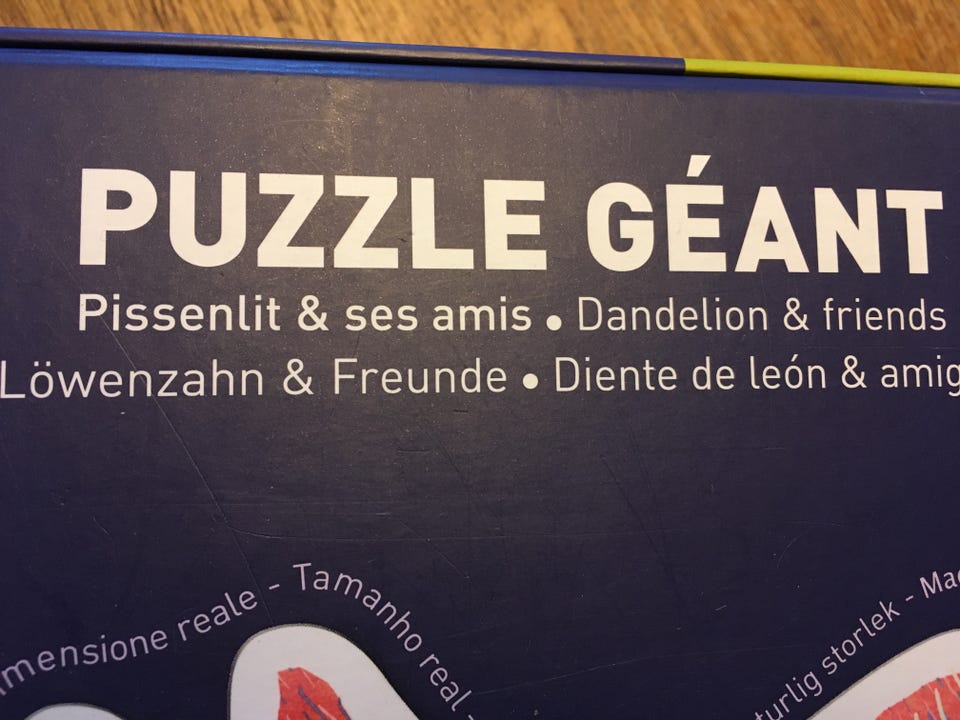 PUZZLE GÉANT
Pissenlit & ses amis • Dandelion & friends
Löwenzahn & Freunde • Diente de león & amig
mensione reale - Tamanho real -
turlig storlek - Ma